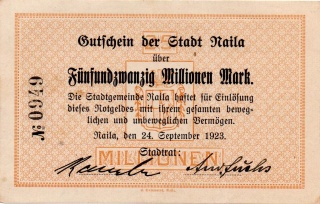 Gutschein der Stadt Naila
über
Fünfundzwanzig Millionen Mark.
Die Stadtgemeinde Naila haftet für Einlösung
dieses Notgeldes mit ihrem gesamten beweg-
lichen und unbeweglichen Vermögen.
Naila, den 24. September 1923.
Stadtrat:
MILLIONEN
№ 0949